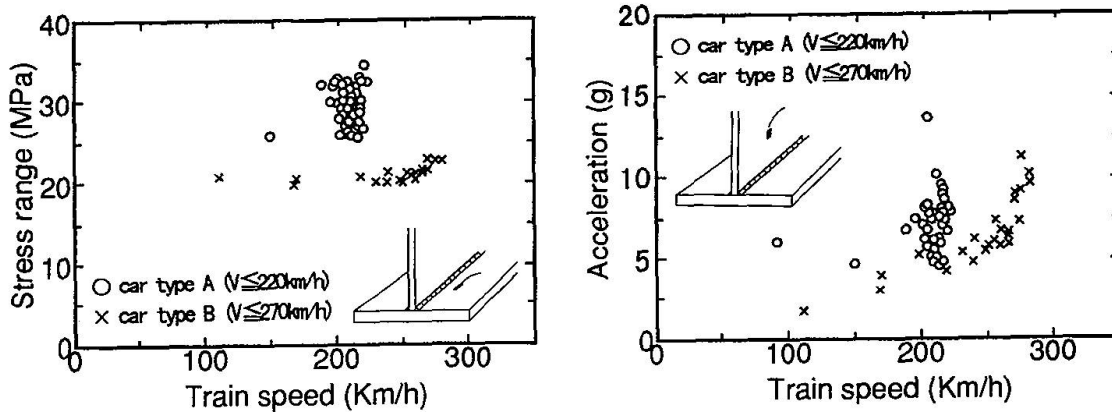 Stress range (MPa)
40
30
20
10
0
0 100 200 300
Train speed (Km/h)
○ car type A (V≦220km/h)
× car type B (V≦270km/h)
Acceleration (g)
20
15
10
5
0
0 100 200 300
Train speed (Km/h)
○ car type A (V≦220km/h)
× car type B (V≦270km/h)